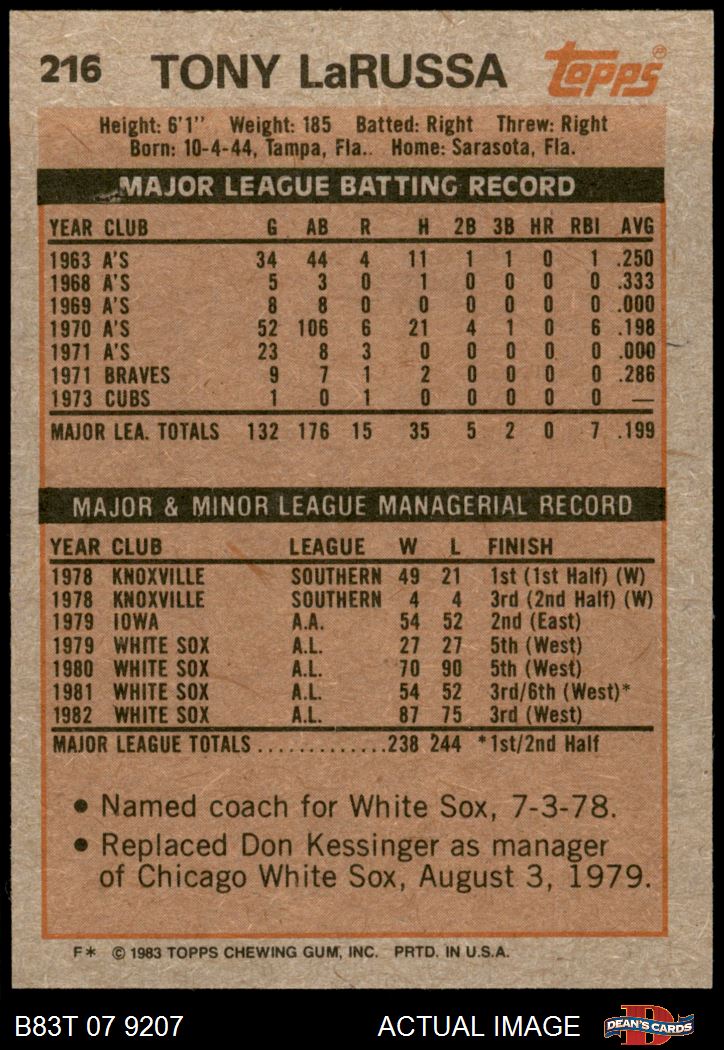 216 TONY LaRUSSA topps®
Height: 6'1" Weight: 185 Batted: Right Threw: Right
Born: 10-4-44, Tampa, Fla.. Home: Sarasota, Fla.
MAJOR LEAGUE BATTING RECORD
YEAR CLUB G AB R H 2B 3B HR RBI AVG
1963 A'S 34 44 4 11 1 1 0 1 .250
1968 A'S 5 3 0 1 0 0 0 0 .333
1969 A'S 8 8 0 0 0 0 0 0 .000
1970 A'S 52 106 6 21 4 1 0 6 .198
1971 A'S 23 8 3 0 0 0 0 0 .000
1971 BRAVES 9 7 1 2 0 0 0 0 .286
1973 CUBS 1 0 1 0 0 0 0 0 —
MAJOR LEA. TOTALS 132 176 15 35 5 2 0 7 .199
MAJOR & MINOR LEAGUE MANAGERIAL RECORD
YEAR CLUB LEAGUE W L FINISH
1978 KNOXVILLE SOUTHERN 49 21 1st (1st Half) (W)
1978 KNOXVILLE SOUTHERN 4 4 3rd (2nd Half) (W)
1979 IOWA A.A. 54 52 2nd (East)
1979 WHITE SOX A.L. 27 27 5th (West)
1980 WHITE SOX A.L. 70 90 5th (West)
1981 WHITE SOX A.L. 54 52 3rd/6th (West)*
1982 WHITE SOX A.L. 87 75 3rd (West)
MAJOR LEAGUE TOTALS.............238 244 *1st/2nd Half
• Named coach for White Sox, 7-3-78.
• Replaced Don Kessinger as manager
of Chicago White Sox, August 3, 1979.
F* © 1983 TOPPS CHEWING GUM, INC. PRTD. IN U.S.A.
B83T 07 9207 ACTUAL IMAGE D DEAN'S CARDS